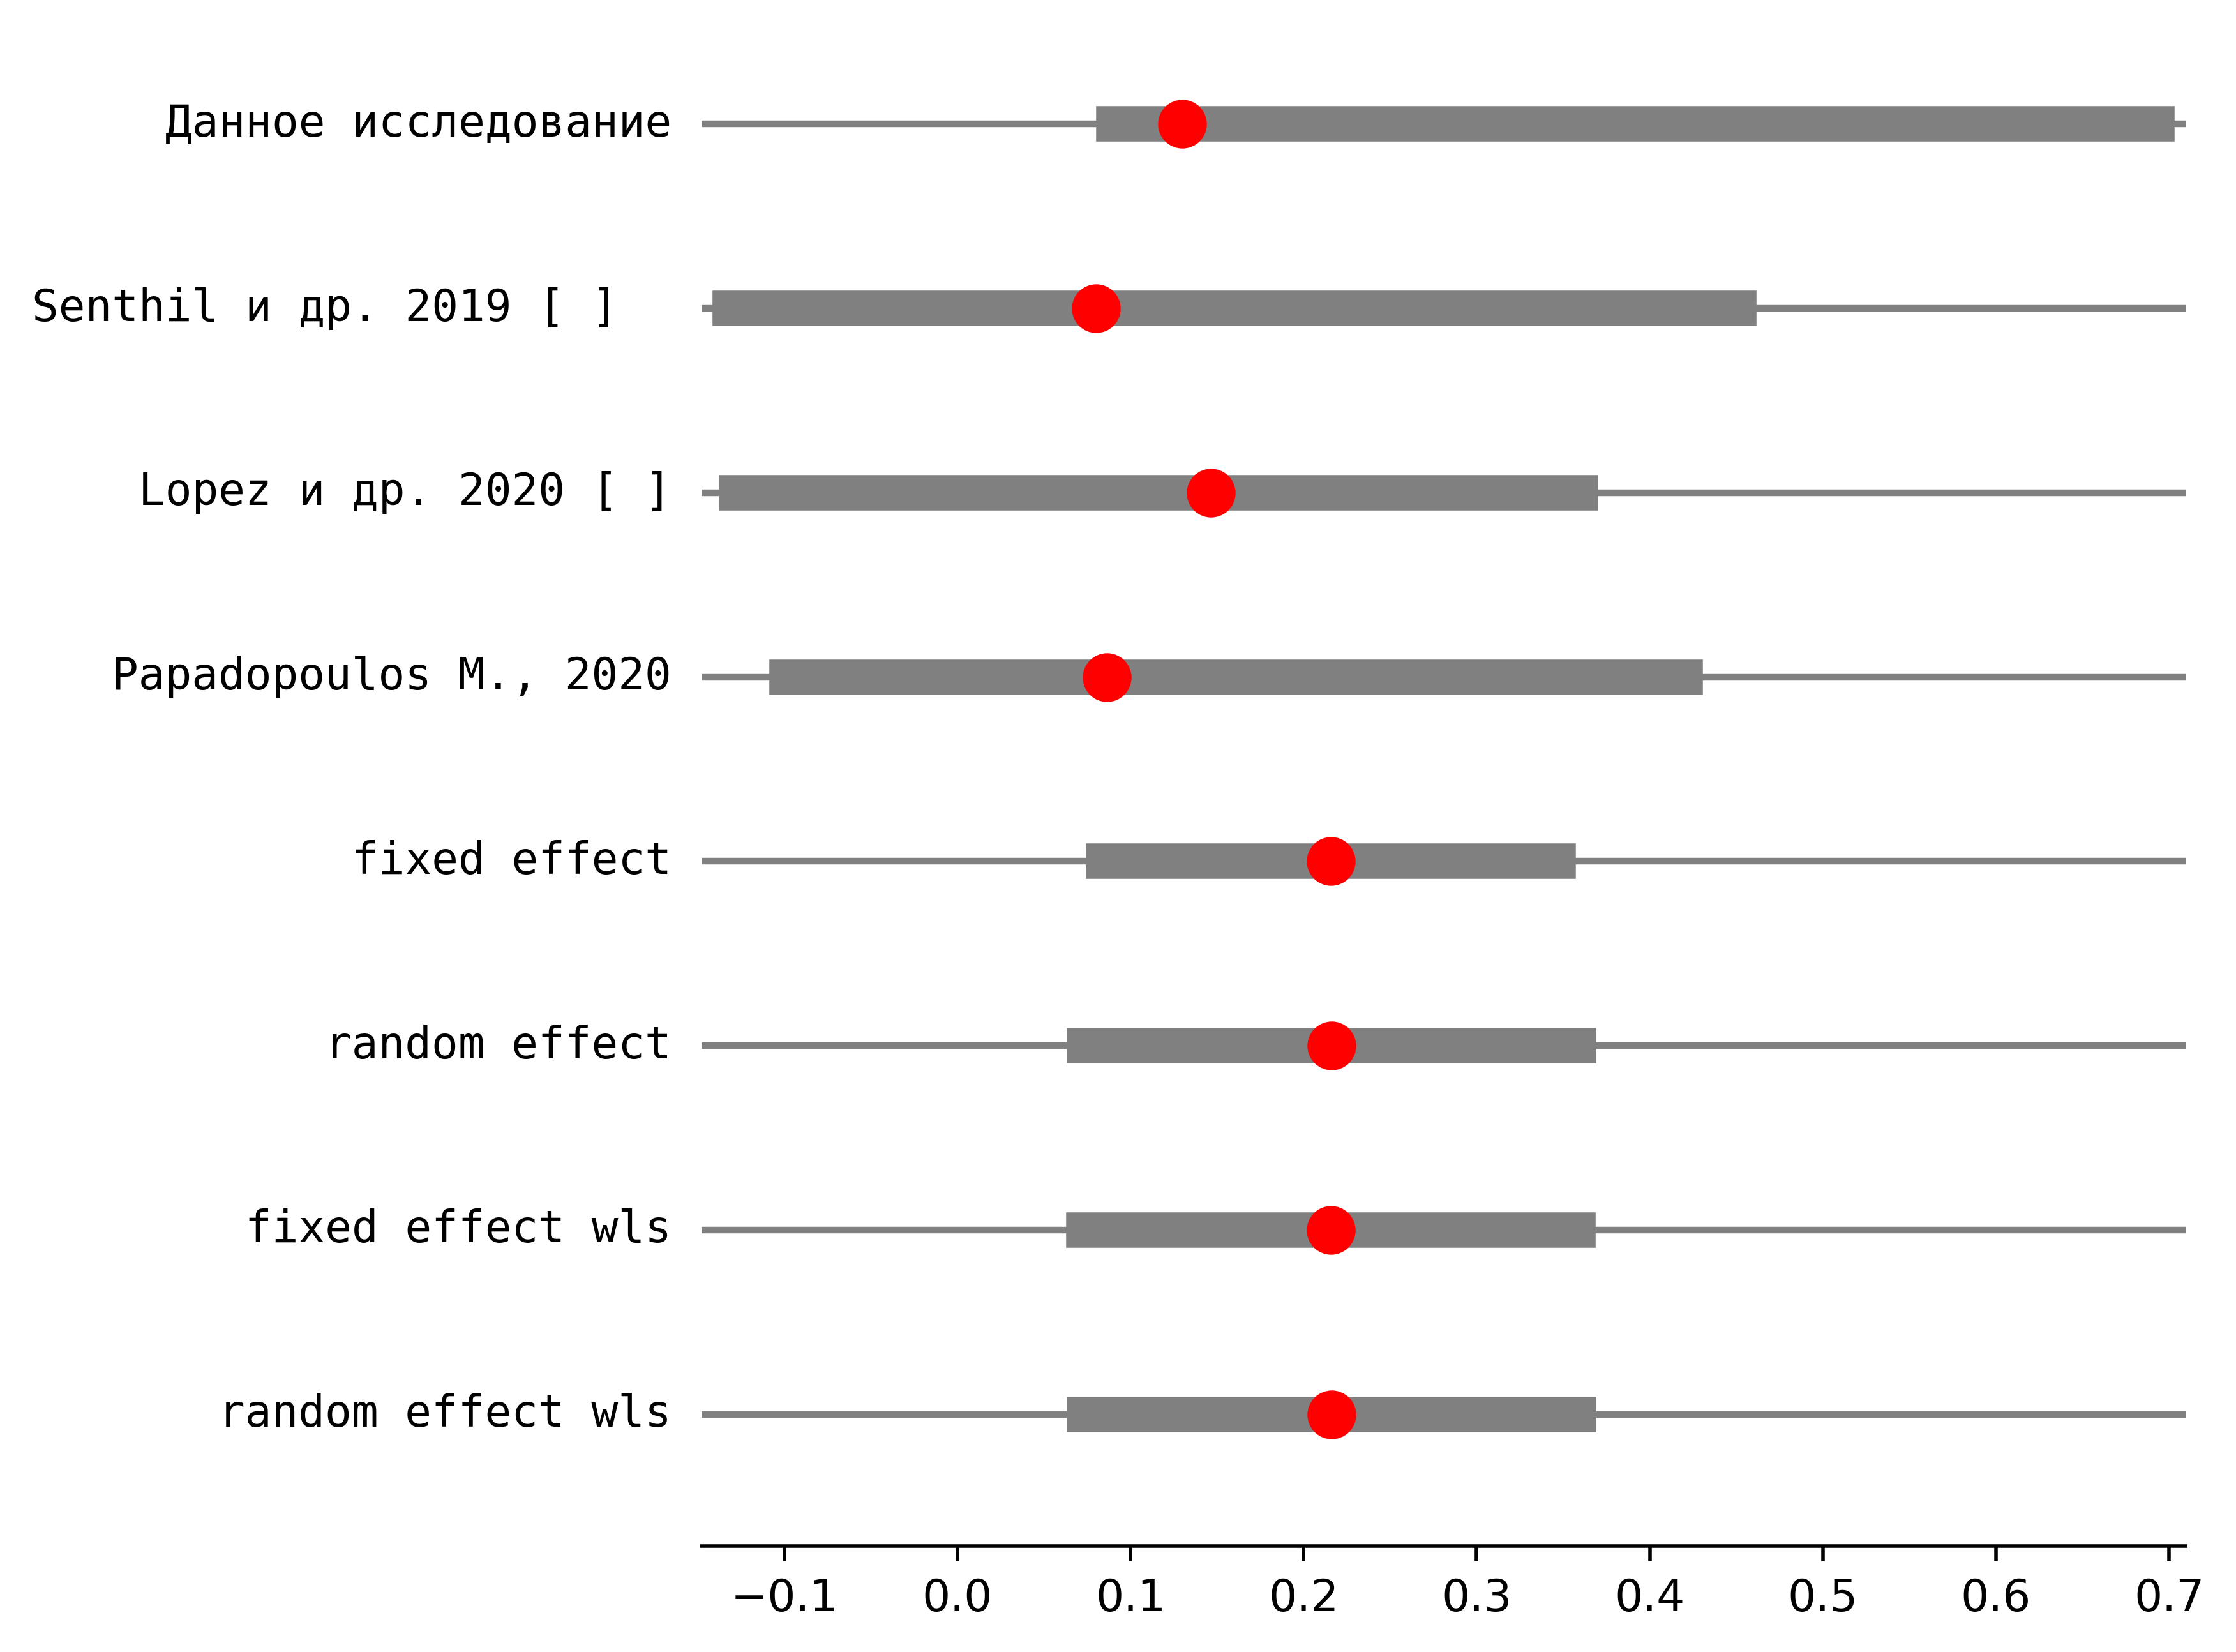 Данное исследование
Senthil и др. 2019 [ ]
Lopez и др. 2020 [ ]
Papadopoulos M., 2020
fixed effect
random effect
fixed effect wls
random effect wls
−0.1 0.0 0.1 0.2 0.3 0.4 0.5 0.6 0.7